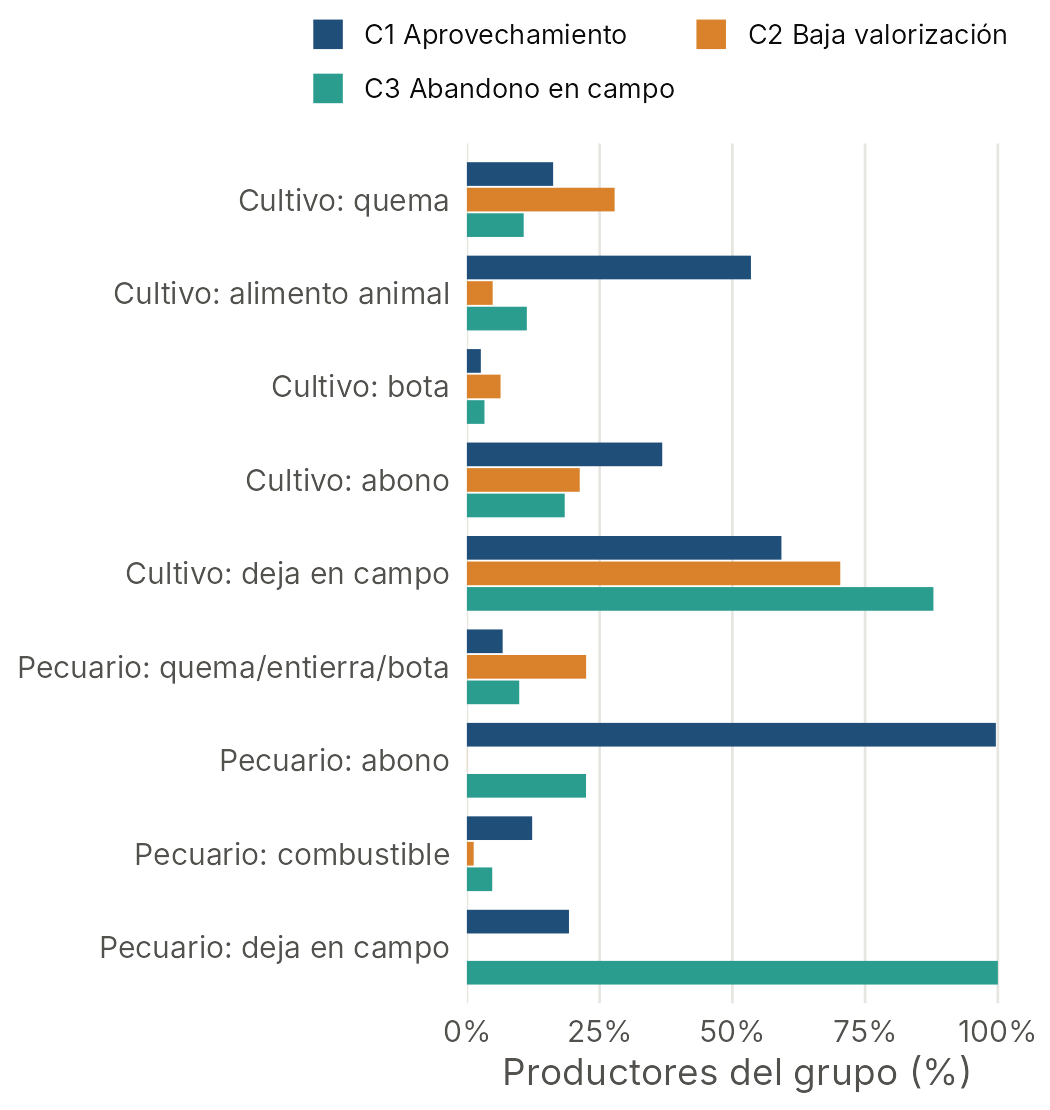 C1 Aprovechamiento
C2 Baja valorización
C3 Abandono en campo
Cultivo: quema
Cultivo: alimento animal
Cultivo: bota
Cultivo: abono
Cultivo: deja en campo
Pecuario: quema/entierra/bota
Pecuario: abono
Pecuario: combustible
Pecuario: deja en campo
0% 25% 50% 75% 100%
Productores del grupo (%)